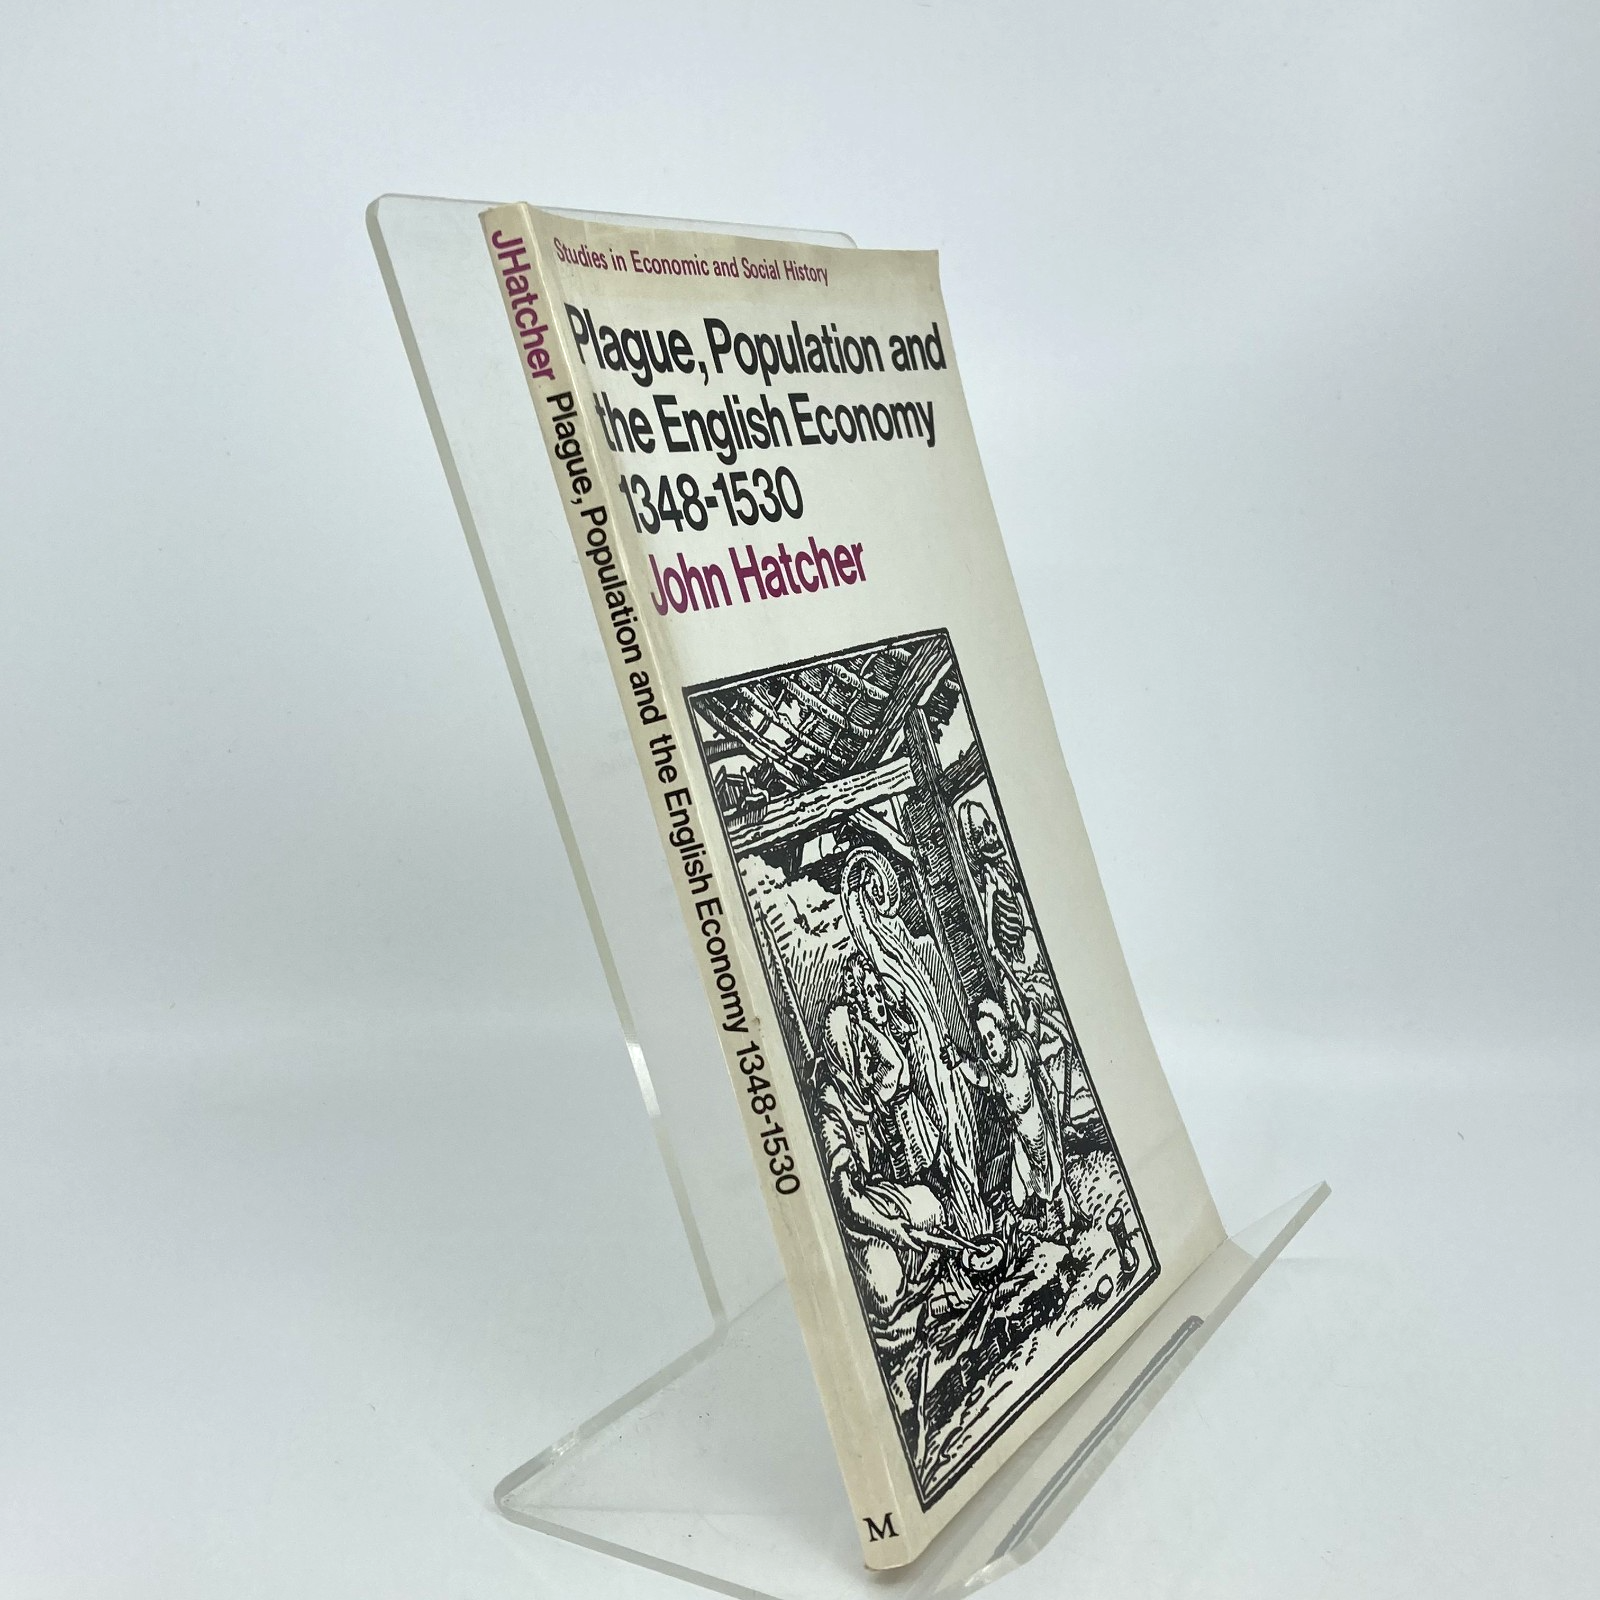 Studies in Economic and Social History
Plague, Population and
the English Economy
1348-1530
John Hatcher
JHatcher Plague, Population and the English Economy 1348-1530
M